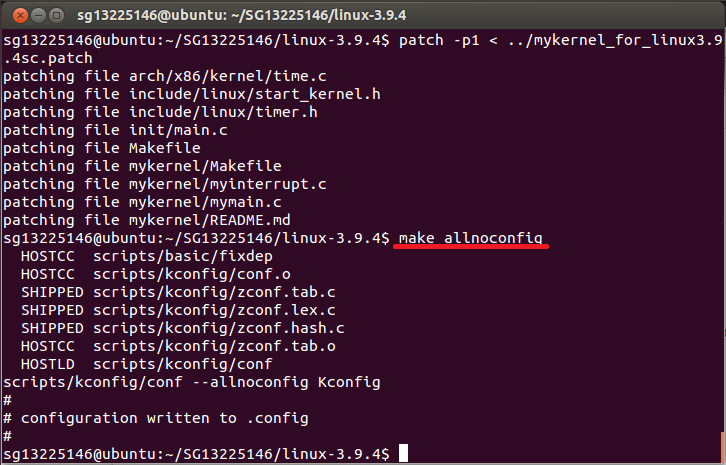 sg13225146@ubuntu: ~/SG13225146/linux-3.9.4
sg13225146@ubuntu:~/SG13225146/linux-3.9.4$ patch -p1 < ../mykernel_for_linux3.9
.4sc.patch
patching file arch/x86/kernel/time.c
patching file include/linux/start_kernel.h
patching file include/linux/timer.h
patching file init/main.c
patching file Makefile
patching file mykernel/Makefile
patching file mykernel/myinterrupt.c
patching file mykernel/mymain.c
patching file mykernel/README.md
sg13225146@ubuntu:~/SG13225146/linux-3.9.4$ make allnoconfig
  HOSTCC  scripts/basic/fixdep
  HOSTCC  scripts/kconfig/conf.o
  SHIPPED scripts/kconfig/zconf.tab.c
  SHIPPED scripts/kconfig/zconf.lex.c
  SHIPPED scripts/kconfig/zconf.hash.c
  HOSTCC  scripts/kconfig/zconf.tab.o
  HOSTLD  scripts/kconfig/conf
scripts/kconfig/conf --allnoconfig Kconfig
#
# configuration written to .config
#
sg13225146@ubuntu:~/SG13225146/linux-3.9.4$